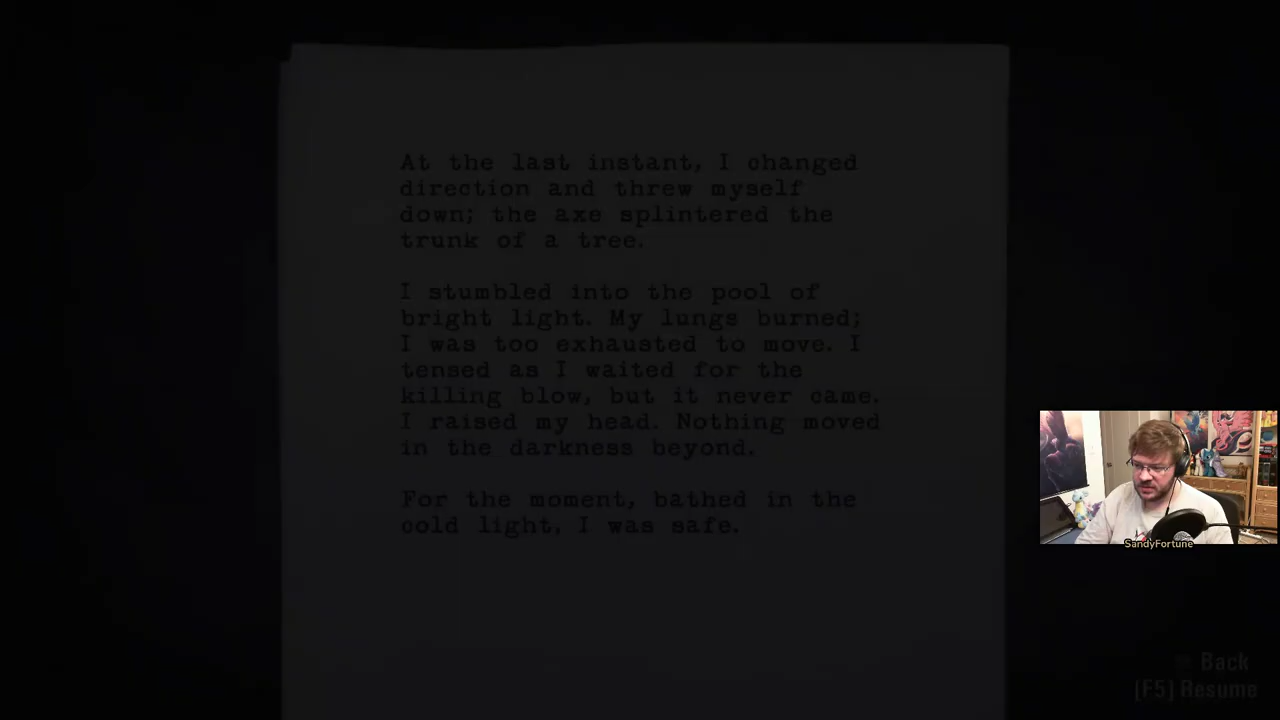 At the last instant, I changed
direction and threw myself
down; the axe splintered the
trunk of a tree.
I stumbled into the pool of
bright light. My lungs burned;
I was too exhausted to move. I
tensed as I waited for the
killing blow, but it never came.
I raised my head. Nothing moved
in the darkness beyond.
For the moment, bathed in the
cold light, I was safe.
SandyFortune
Back
[F5] Resume